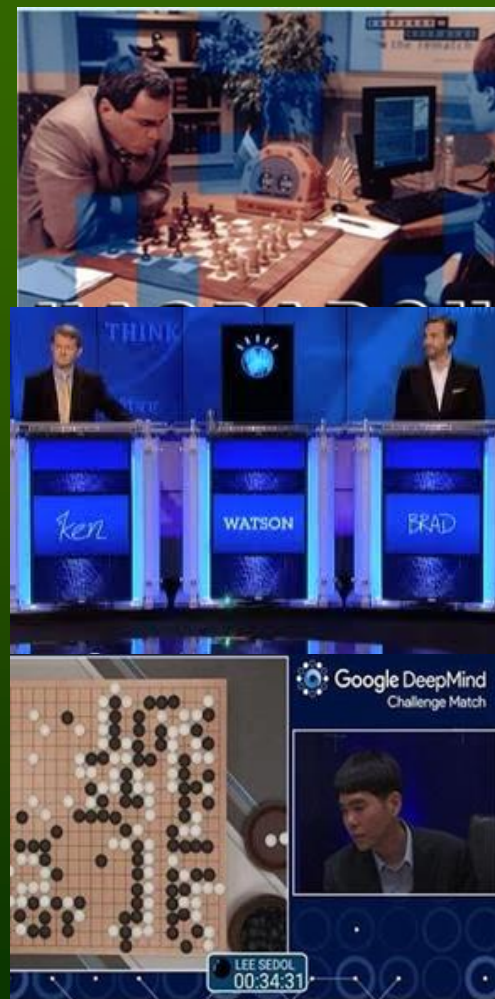 the rematch
THINK
Ken
WATSON
BRAD
Google DeepMind
Challenge Match
LEE SEDOL
00:34:31